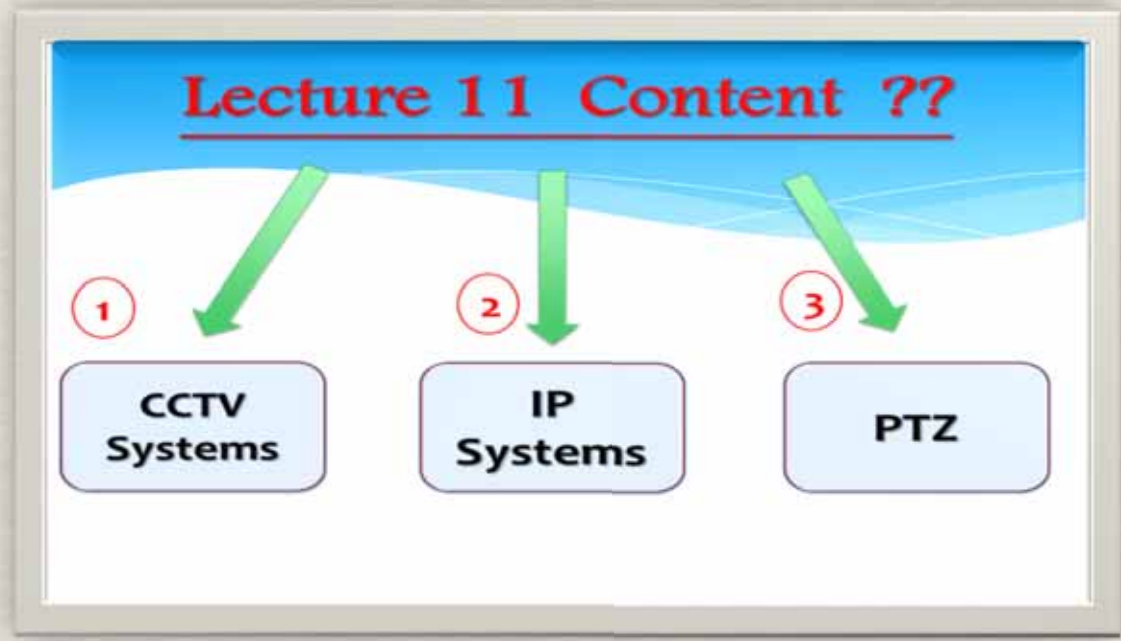 Lecture 11 Content ??
1
CCTV
Systems
2
IP
Systems
3
PTZ